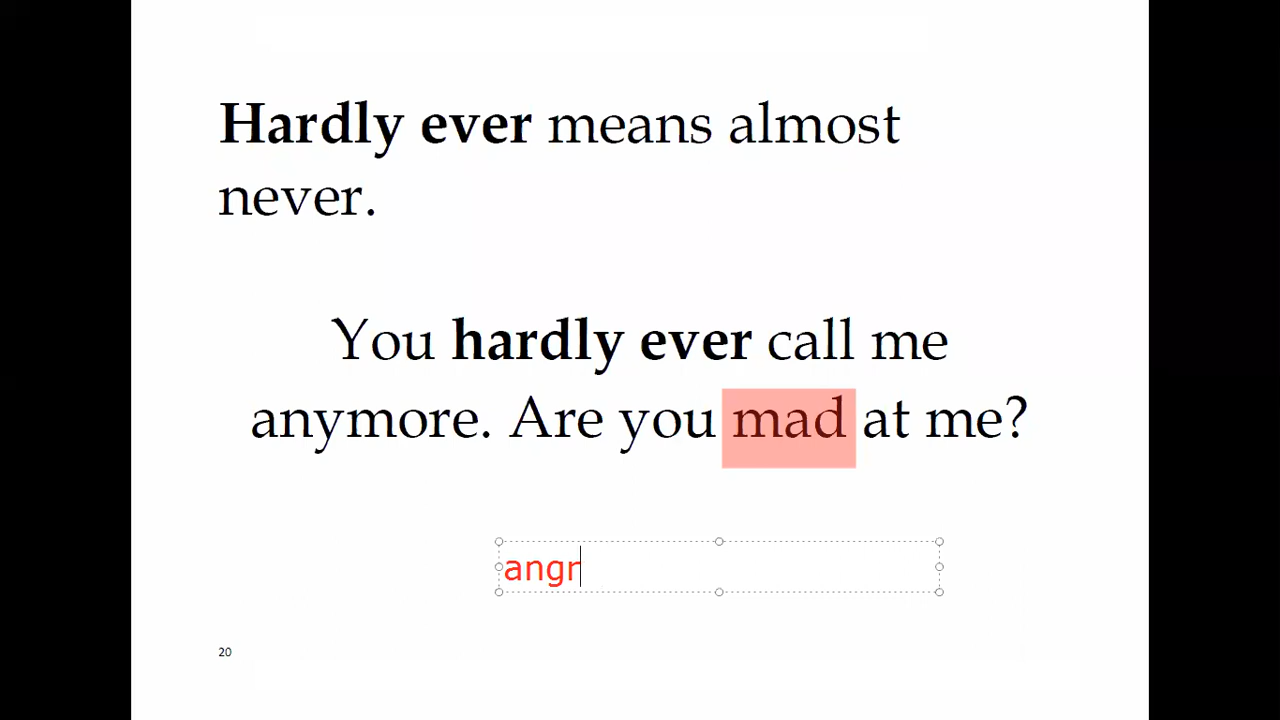 Hardly ever means almost
never.
You hardly ever call me
anymore. Are you mad at me?
angr
20